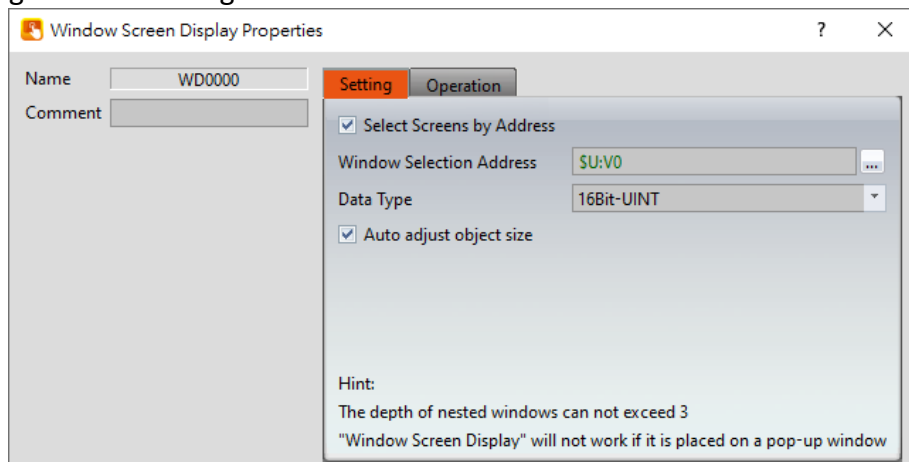 Window Screen Display Properties ? ×
Name WD0000
Comment
Setting Operation
Select Screens by Address
Window Selection Address $U:V0 ...
Data Type 16Bit-UINT
Auto adjust object size
Hint:
The depth of nested windows can not exceed 3
"Window Screen Display" will not work if it is placed on a pop-up window